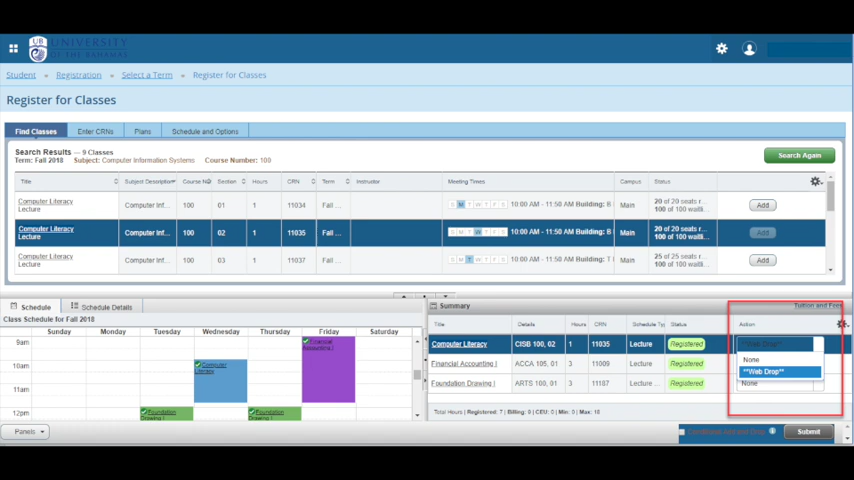 UB UNIVERSITY
OF THE BAHAMAS
Student » Registration » Select a Term » Register for Classes
Register for Classes
Find Classes Enter CRNs Plans Schedule and Options
Search Results — 9 Classes
Term: Fall 2018 Subject: Computer Information Systems Course Number: 100
Search Again
Title Subject Description Course No Section Hours CRN Term Instructor Meeting Times Campus Status
Computer Literacy
Lecture
Computer Inf... 100 01 1 11034 Fall ... S M T W T F S 10:00 AM - 11:50 AM Building: B Main
20 of 20 seats r...
100 of 100 waitli...
Add
Computer Literacy
Lecture
Computer Inf... 100 02 1 11035 Fall ... S M T W T F S 10:00 AM - 11:50 AM Building: B Main
20 of 20 seats r...
100 of 100 waitli...
Add
Computer Literacy
Lecture
Computer Inf... 100 03 1 11037 Fall ... S M T W T F S 10:00 AM - 11:50 AM Building: T Main
25 of 25 seats r...
100 of 100 waitli...
Add
Schedule Schedule Details
Class Schedule for Fall 2018
Sunday Monday Tuesday Wednesday Thursday Friday Saturday
9am
Financial
Accounting I
10am
Computer
Literacy
11am
12pm
Foundation
Drawing I
Foundation
Drawing I
Summary Tuition and Fees
Title Details Hours CRN Schedule Ty Status Action
Computer Literacy CISB 100, 02 1 11035 Lecture Registered **Web Drop**
None
Financial Accounting I ACCA 105, 01 3 11009 Lecture Registered
**Web Drop**
Foundation Drawing I ARTS 100, 01 3 11187 Lecture ... Registered None
Total Hours | Registered: 7 | Billing: 0 | CEU: 0 | Min: 0 | Max: 18
Panels
Conditional Add and Drop
Submit